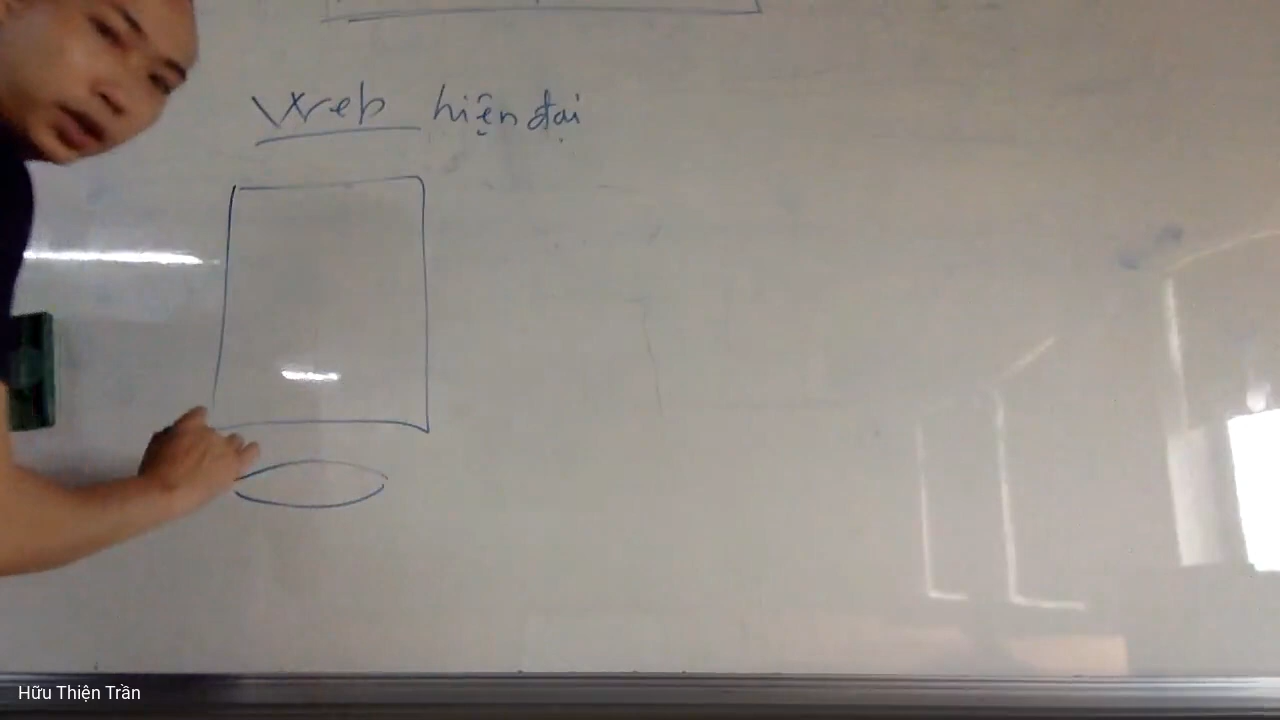 Web hiện đại
Hữu Thiện Trần